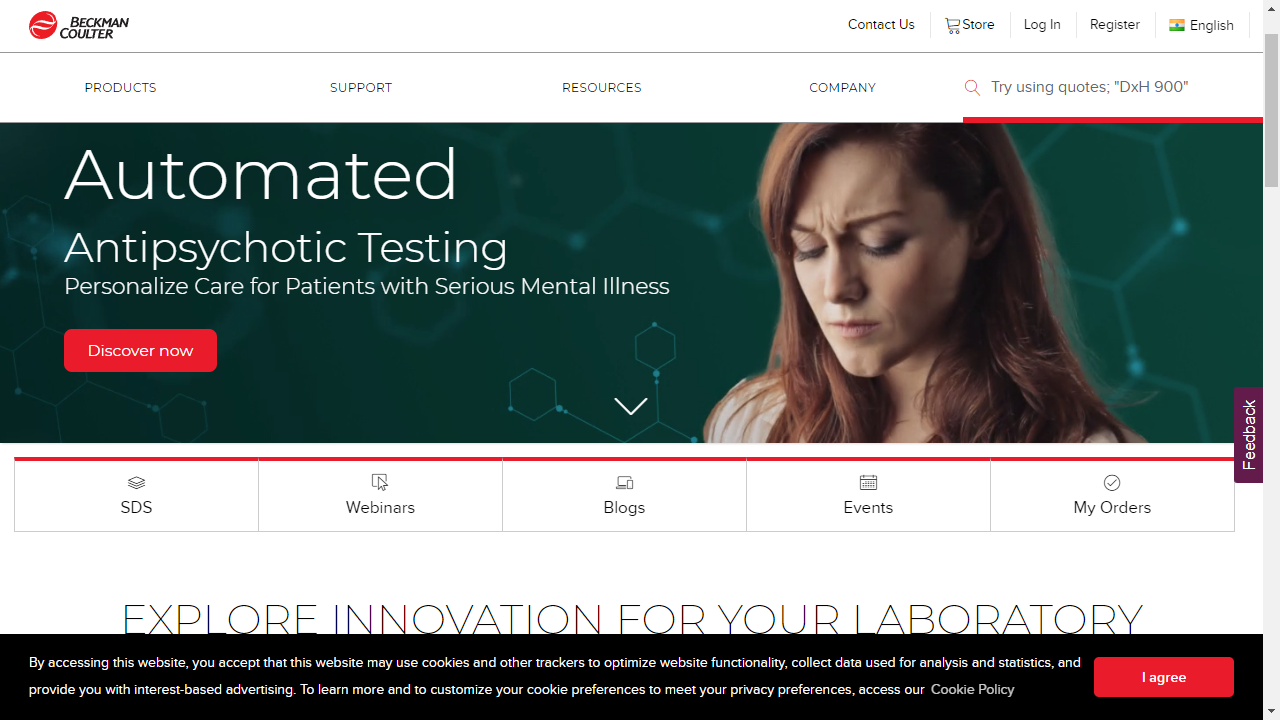 BECKMAN
COULTER
Contact Us
Store
Log In
Register
English
PRODUCTS
SUPPORT
RESOURCES
COMPANY
Try using quotes; "DxH 900"
Automated
Antipsychotic Testing
Personalize Care for Patients with Serious Mental Illness
Discover now
Feedback
SDS
Webinars
Blogs
Events
My Orders
EXPLORE INNOVATION FOR YOUR LABORATORY
By accessing this website, you accept that this website may use cookies and other trackers to optimize website functionality, collect data used for analysis and statistics, and
provide you with interest-based advertising. To learn more and to customize your cookie preferences to meet your privacy preferences, access our Cookie Policy
I agree